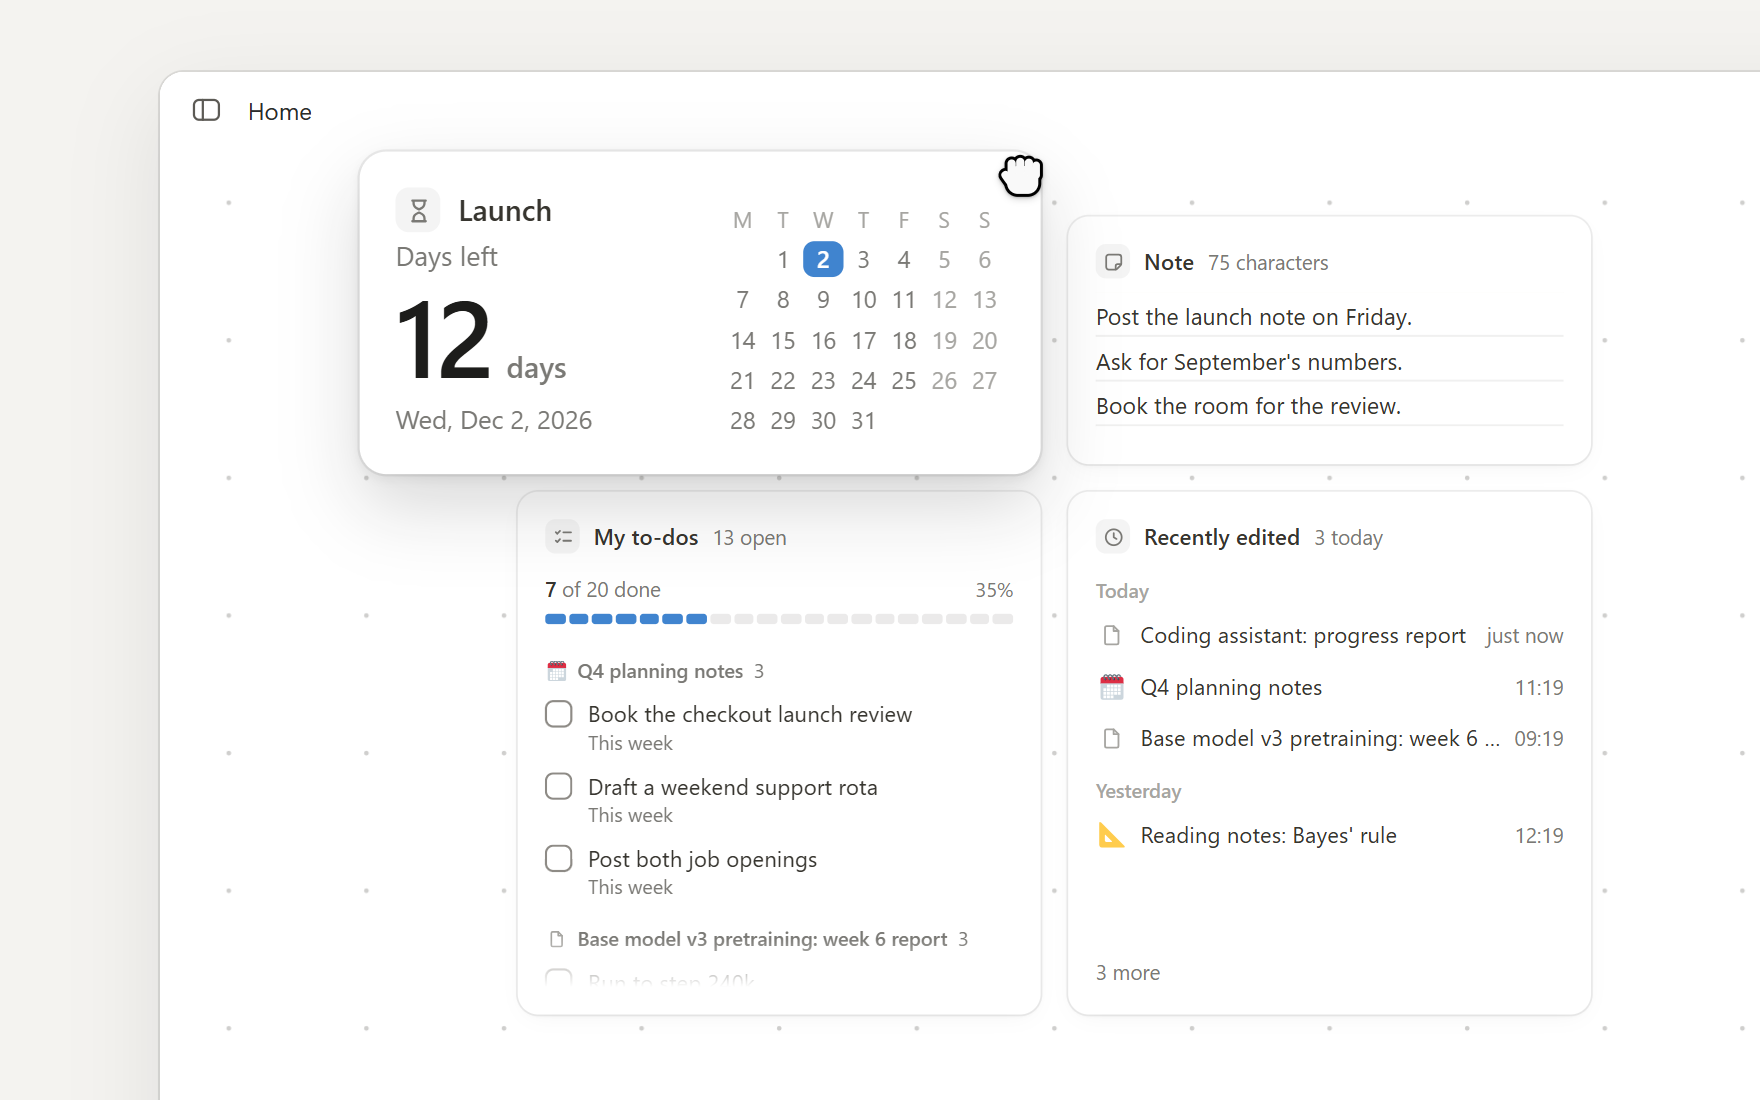 Home
Launch
Days left
12 days
Wed, Dec 2, 2026
M T W T F S S
1 2 3 4 5 6
7 8 9 10 11 12 13
14 15 16 17 18 19 20
21 22 23 24 25 26 27
28 29 30 31
Note 75 characters
Post the launch note on Friday.
Ask for September's numbers.
Book the room for the review.
My to-dos 13 open
7 of 20 done 35%
Q4 planning notes 3
Book the checkout launch review
This week
Draft a weekend support rota
This week
Post both job openings
This week
Base model v3 pretraining: week 6 report 3
Run to step 240k
Recently edited 3 today
Today
Coding assistant: progress report just now
Q4 planning notes 11:19
Base model v3 pretraining: week 6 ... 09:19
Yesterday
Reading notes: Bayes' rule 12:19
3 more